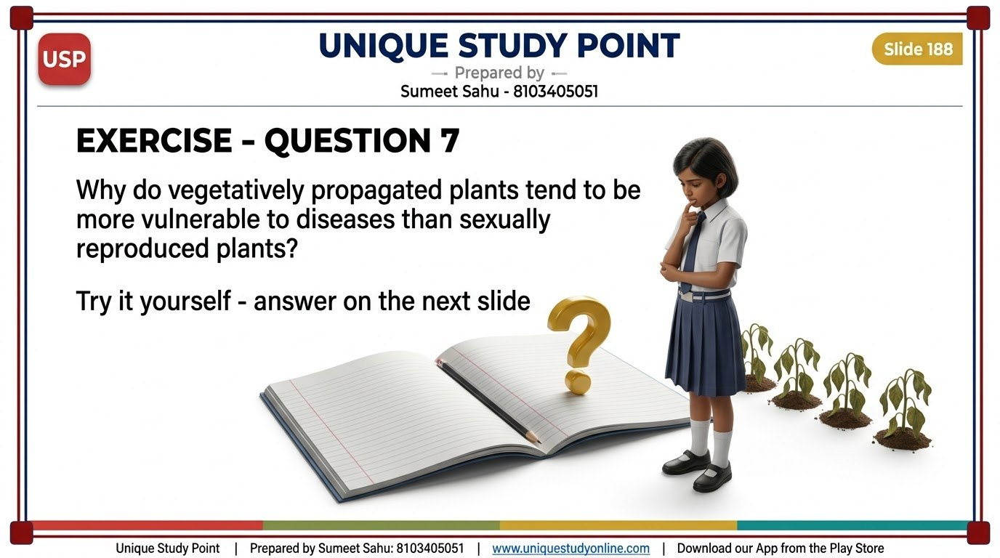 USP
UNIQUE STUDY POINT
Prepared by
Sumeet Sahu - 8103405051
Slide 188
EXERCISE - QUESTION 7
Why do vegetatively propagated plants tend to be
more vulnerable to diseases than sexually
reproduced plants?
Try it yourself - answer on the next slide
?
Unique Study Point | Prepared by Sumeet Sahu: 8103405051 | www.uniquestudyonline.com | Download our App from the Play Store